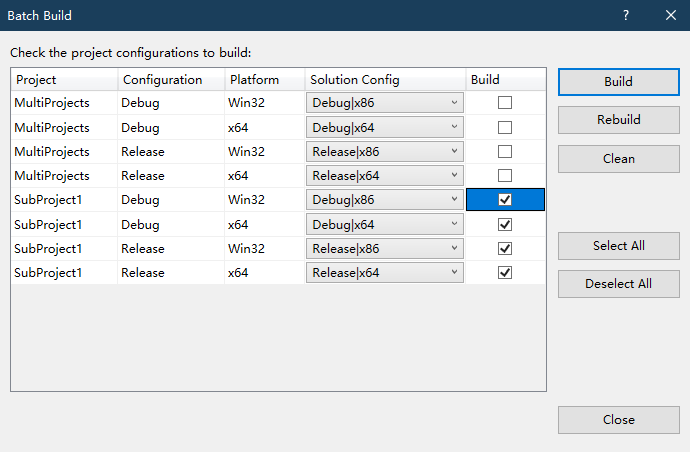 Batch Build
?
Check the project configurations to build:
Project Configuration Platform Solution Config Build
MultiProjects Debug Win32 Debug|x86
MultiProjects Debug x64 Debug|x64
MultiProjects Release Win32 Release|x86
MultiProjects Release x64 Release|x64
SubProject1 Debug Win32 Debug|x86
SubProject1 Debug x64 Debug|x64
SubProject1 Release Win32 Release|x86
SubProject1 Release x64 Release|x64
Build
Rebuild
Clean
Select All
Deselect All
Close